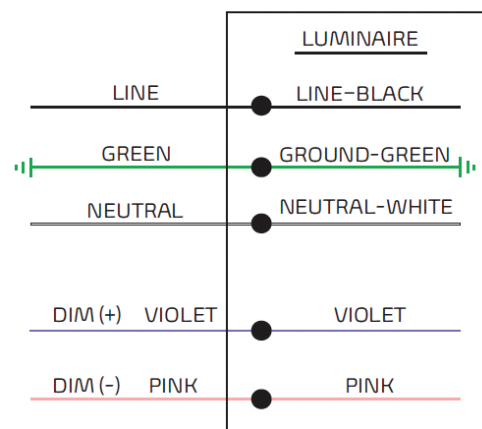 LUMINAIRE
LINE LINE-BLACK
GREEN GROUND-GREEN
NEUTRAL NEUTRAL-WHITE
DIM (+) VIOLET VIOLET
DIM (-) PINK PINK